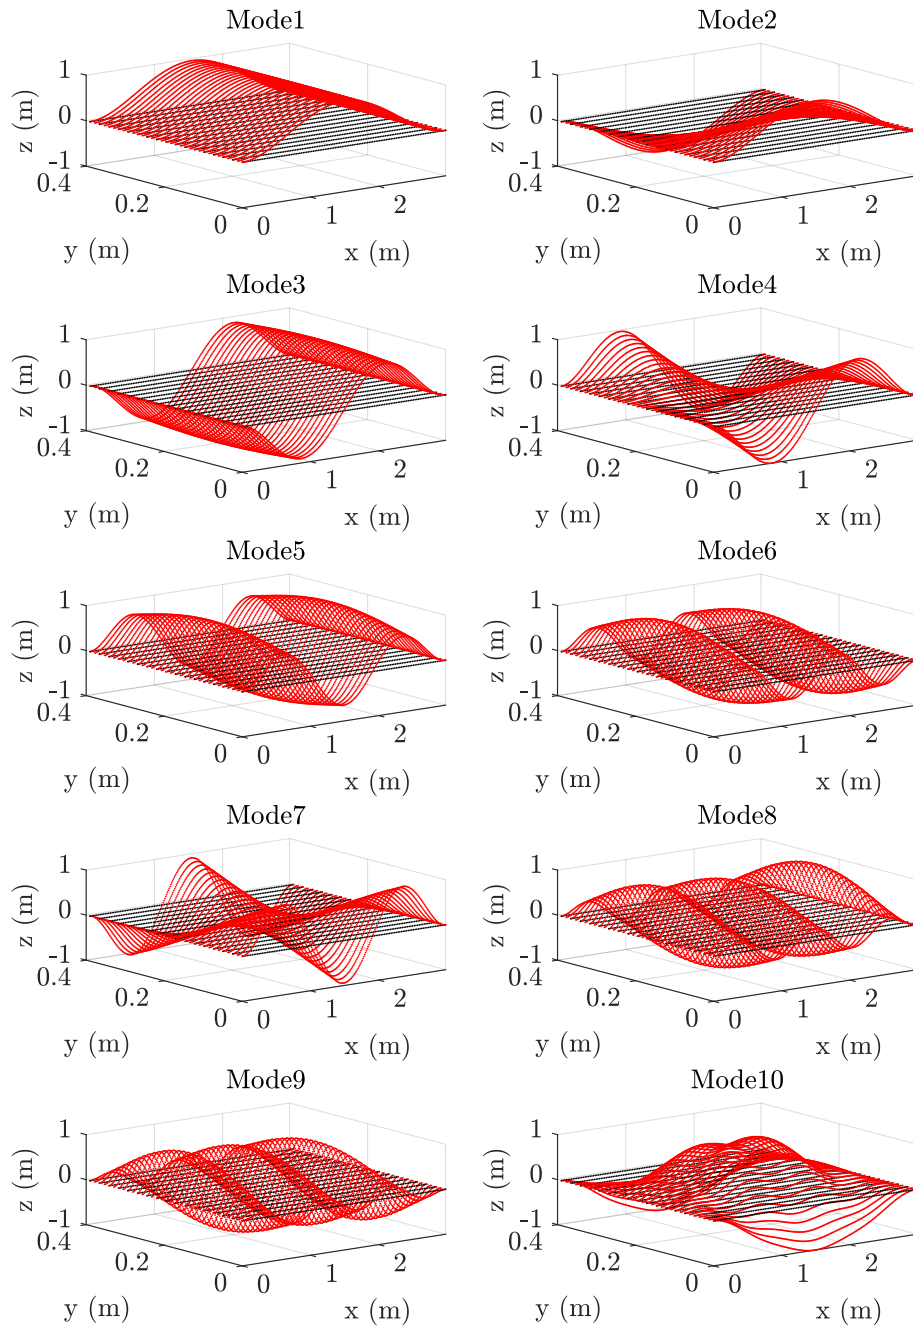 Mode1 Mode2
1 1
0 0
-1 -1
z (m) z (m)
0.4 0.2 0 0.4 0.2 0
0 1 2 0 1 2
y (m) x (m) y (m) x (m)
Mode3 Mode4
1 1
0 0
-1 -1
z (m) z (m)
0.4 0.2 0 0.4 0.2 0
0 1 2 0 1 2
y (m) x (m) y (m) x (m)
Mode5 Mode6
1 1
0 0
-1 -1
z (m) z (m)
0.4 0.2 0 0.4 0.2 0
0 1 2 0 1 2
y (m) x (m) y (m) x (m)
Mode7 Mode8
1 1
0 0
-1 -1
z (m) z (m)
0.4 0.2 0 0.4 0.2 0
0 1 2 0 1 2
y (m) x (m) y (m) x (m)
Mode9 Mode10
1 1
0 0
-1 -1
z (m) z (m)
0.4 0.2 0 0.4 0.2 0
0 1 2 0 1 2
y (m) x (m) y (m) x (m)